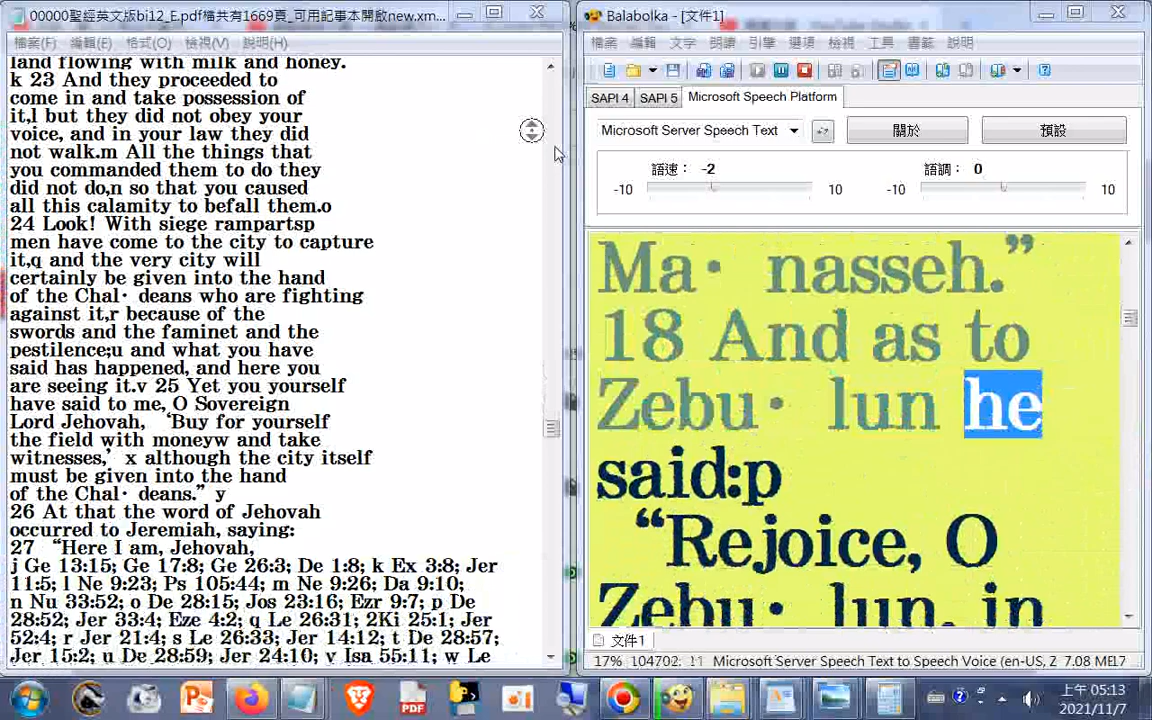 00000聖經英文版bi12_E.pdf檔共有1669頁_可用記事本開啟new.xm...
檔案(F) 編輯(E) 格式(O) 檢視(V) 說明(H)
land flowing with milk and honey.
k 23 And they proceeded to
come in and take possession of
it,l but they did not obey your
voice, and in your law they did
not walk.m All the things that
you commanded them to do they
did not do,n so that you caused
all this calamity to befall them.o
24 Look! With siege rampartsp
men have come to the city to capture
it,q and the very city will
certainly be given into the hand
of the Chal· deans who are fighting
against it,r because of the
swords and the faminet and the
pestilence;u and what you have
said has happened, and here you
are seeing it.v 25 Yet you yourself
have said to me, O Sovereign
Lord Jehovah, ‘Buy for yourself
the field with moneyw and take
witnesses,’ x although the city itself
must be given into the hand
of the Chal· deans.” y
26 At that the word of Jehovah
occurred to Jeremiah, saying:
27 “Here I am, Jehovah,
j Ge 13:15; Ge 17:8; Ge 26:3; De 1:8; k Ex 3:8; Jer
11:5; l Ne 9:23; Ps 105:44; m Ne 9:26; Da 9:10;
n Nu 33:52; o De 28:15; Jos 23:16; Ezr 9:7; p De
28:52; Jer 33:4; Eze 4:2; q Le 26:31; 2Ki 25:1; Jer
52:4; r Jer 21:4; s Le 26:33; Jer 14:12; t De 28:57;
Jer 15:2; u De 28:59; Jer 24:10; v Isa 55:11; w Le
Balabolka - [文件1]
檔案 編輯 文字 朗讀 引擎 選項 檢視 工具 書籤 說明
SAPI 4 SAPI 5 Microsoft Speech Platform
Microsoft Server Speech Text 關於 預設
語速: -2 語調: 0
-10 10 -10 10
Ma· nasseh.”
18 And as to
Zebu· lun he
said:p
“Rejoice, O
Zebu· lun, in
文件1
17% 104702: 11 Microsoft Server Speech Text to Speech Voice (en-US, Z 7.08 ME17
PDF
上午 05:13
2021/11/7